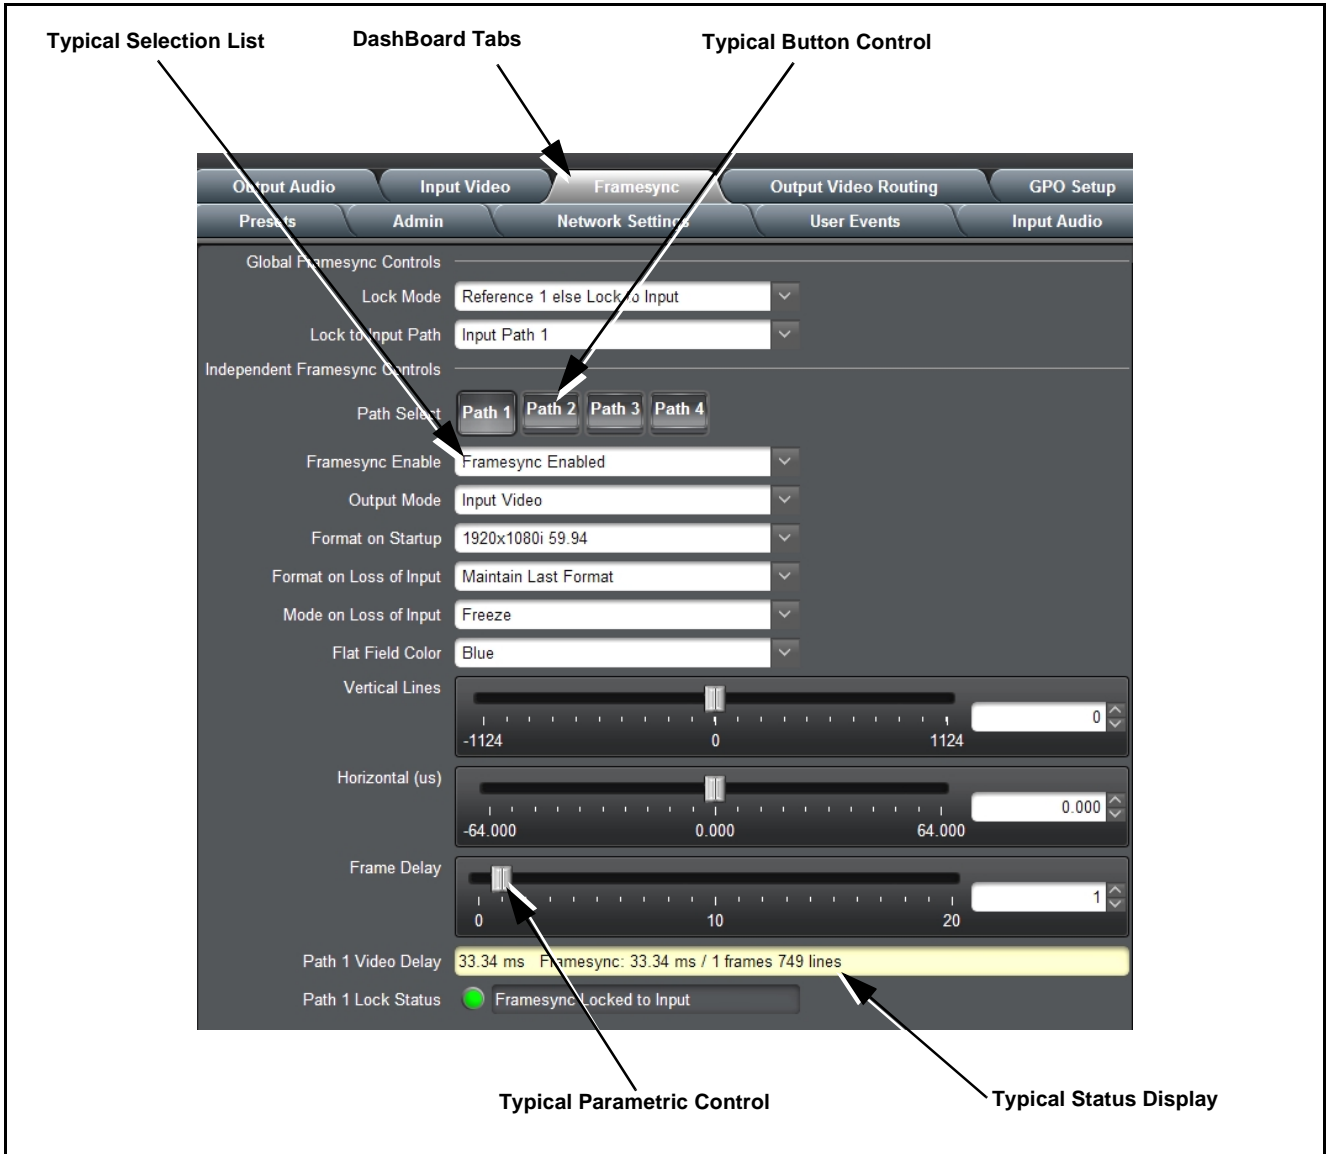 Typical Selection List
DashBoard Tabs
Typical Button Control
Output Audio Input Video Framesync Output Video Routing GPO Setup
Presets Admin Network Settings User Events Input Audio
Global Framesync Controls
Lock Mode Reference 1 else Lock to Input
Lock to Input Path Input Path 1
Independent Framesync Controls
Path Select Path 1 Path 2 Path 3 Path 4
Framesync Enable Framesync Enabled
Output Mode Input Video
Format on Startup 1920x1080i 59.94
Format on Loss of Input Maintain Last Format
Mode on Loss of Input Freeze
Flat Field Color Blue
Vertical Lines
0
-1124 0 1124
Horizontal (us)
0.000
-64.000 0.000 64.000
Frame Delay
1
0 10 20
Path 1 Video Delay 33.34 ms Framesync: 33.34 ms / 1 frames 749 lines
Path 1 Lock Status Framesync Locked to Input
Typical Parametric Control
Typical Status Display